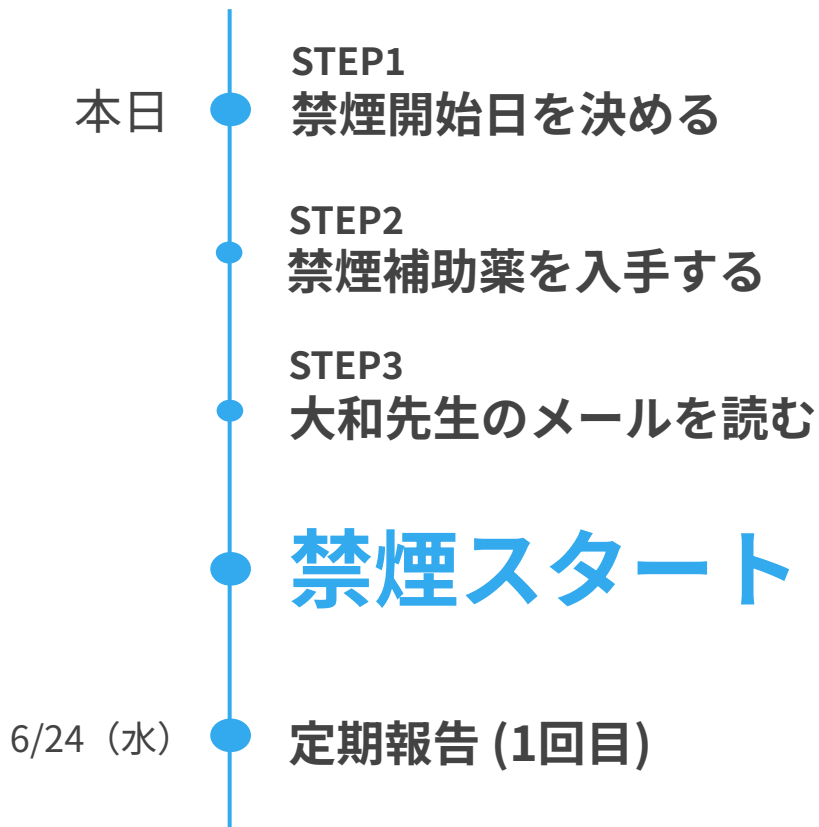 STEP1
本日
禁煙開始日を決める
STEP2
禁煙補助薬を入手する
STEP3
大和先生のメールを読む
禁煙スタート
6/24（水）
定期報告 (1回目)